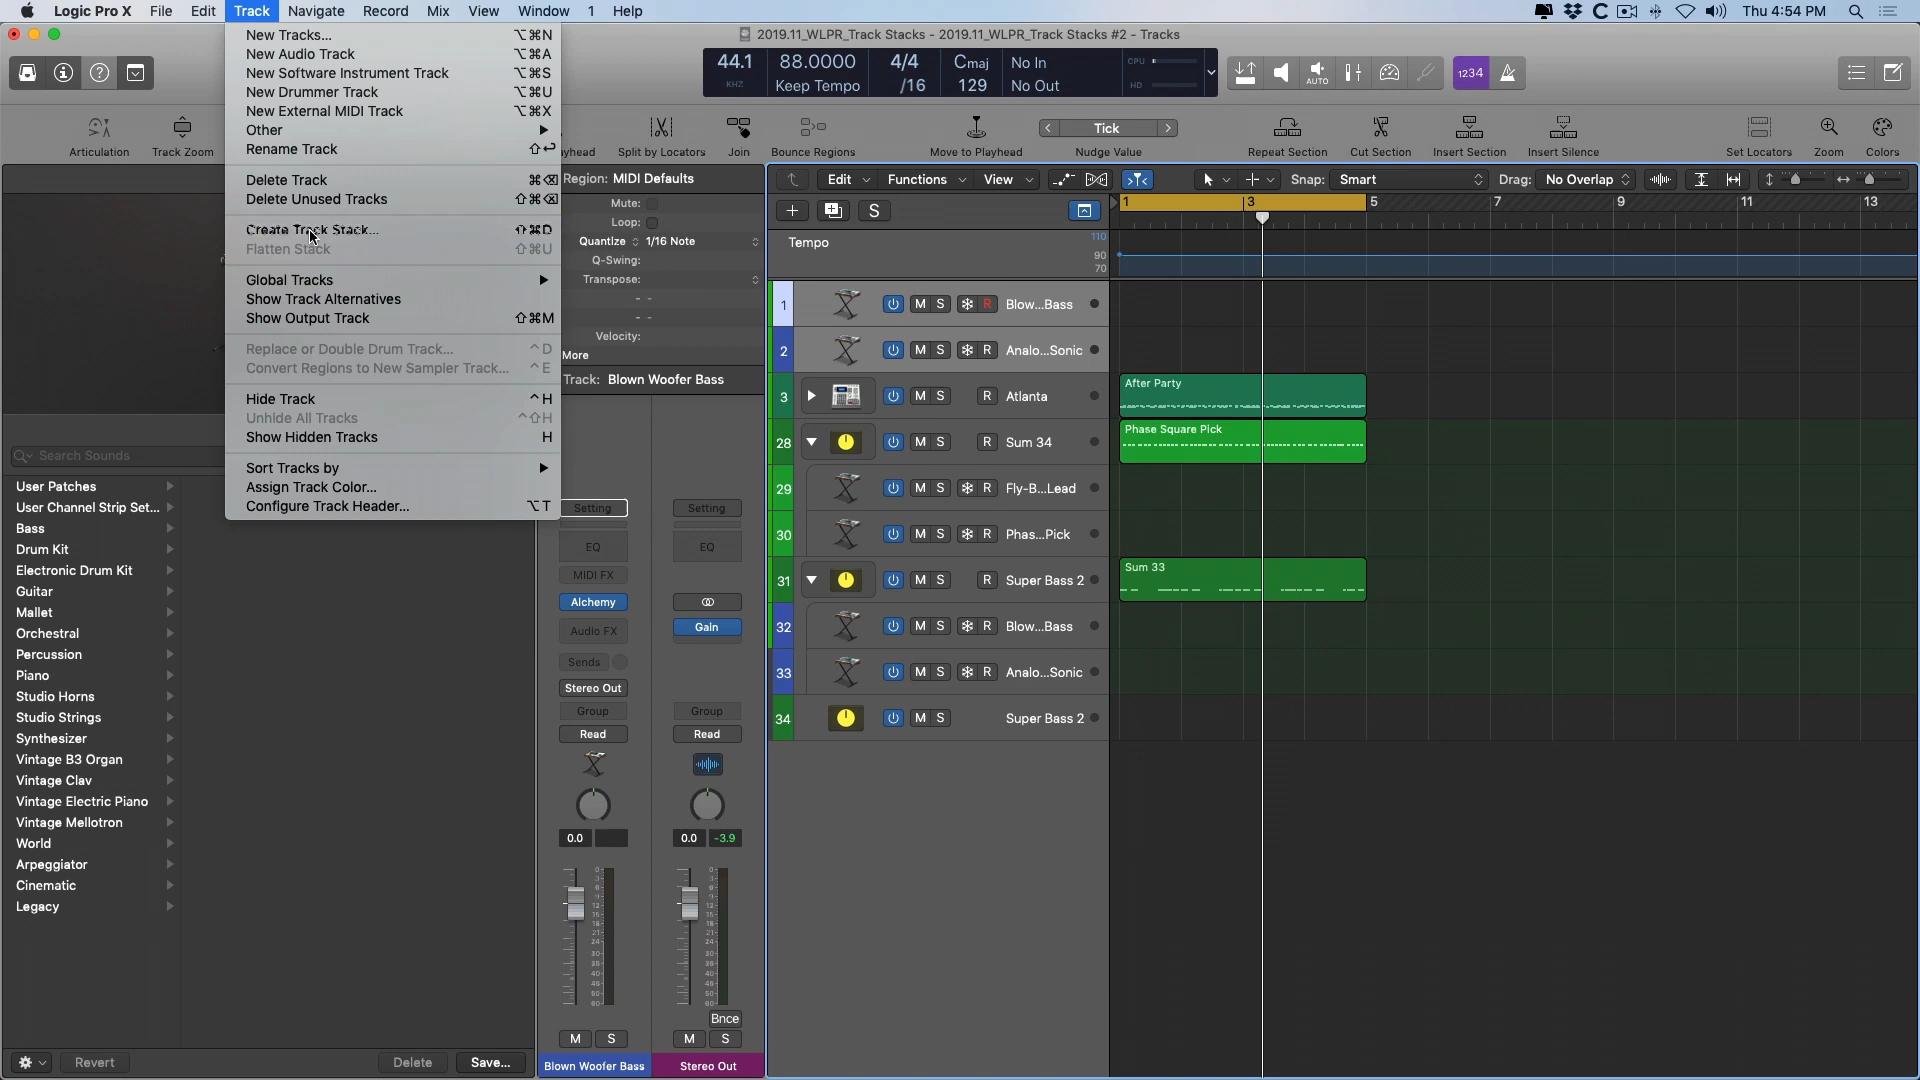 Logic Pro X File Edit Track Navigate Record Mix View Window 1 Help Thu 4:54 PM
2019.11_WLPR_Track Stacks - 2019.11_WLPR_Track Stacks #2 - Tracks
44.1 88.0000 4/4 Cmaj No In CPU
KHZ Keep Tempo /16 129 No Out HD
AUTO 1234
New Tracks... ⌥⌘N
New Audio Track ⌥⌘A
New Software Instrument Track ⌥⌘S
New Drummer Track ⌥⌘U
New External MIDI Track ⌥⌘X
Other
Rename Track ⇧↩
Delete Track ⌘⌫
Delete Unused Tracks ⇧⌘⌫
Create Track Stack... ⇧⌘D
Flatten Stack ⇧⌘U
Global Tracks
Show Track Alternatives
Show Output Track ⇧⌘M
Replace or Double Drum Track... ^D
Convert Regions to New Sampler Track... ^E
Hide Track ^H
Unhide All Tracks ^⇧H
Show Hidden Tracks H
Sort Tracks by
Assign Track Color...
Configure Track Header... ⌥T
Articulation Track Zoom yhead Split by Locators Join Bounce Regions Move to Playhead
Tick
Nudge Value
Repeat Section Cut Section Insert Section Insert Silence Set Locators Zoom Colors
Search Sounds
User Patches
User Channel Strip Set...
Bass
Drum Kit
Electronic Drum Kit
Guitar
Mallet
Orchestral
Percussion
Piano
Studio Horns
Studio Strings
Synthesizer
Vintage B3 Organ
Vintage Clav
Vintage Electric Piano
Vintage Mellotron
World
Arpeggiator
Cinematic
Legacy
Revert Delete Save...
Region: MIDI Defaults
Mute:
Loop:
Quantize 1/16 Note
Q-Swing:
Transpose:
- -
- -
Velocity:
More
Track: Blown Woofer Bass
Setting Setting
EQ EQ
MIDI FX
Alchemy
Audio FX Gain
Sends
Stereo Out
Group Group
Read Read
0.0 0.0 -3.9
Bnce
M S M S
Blown Woofer Bass Stereo Out
Edit Functions View Snap: Smart Drag: No Overlap
S
1 3 5 7 9 11 13
Tempo 110
90
70
1 M S R Blow...Bass
2 M S R Analo...Sonic
3 M S R Atlanta
After Party
28 M S R Sum 34
Phase Square Pick
29 M S R Fly-B...Lead
30 M S R Phas...Pick
31 M S R Super Bass 2
Sum 33
32 M S R Blow...Bass
33 M S R Analo...Sonic
34 M S Super Bass 2